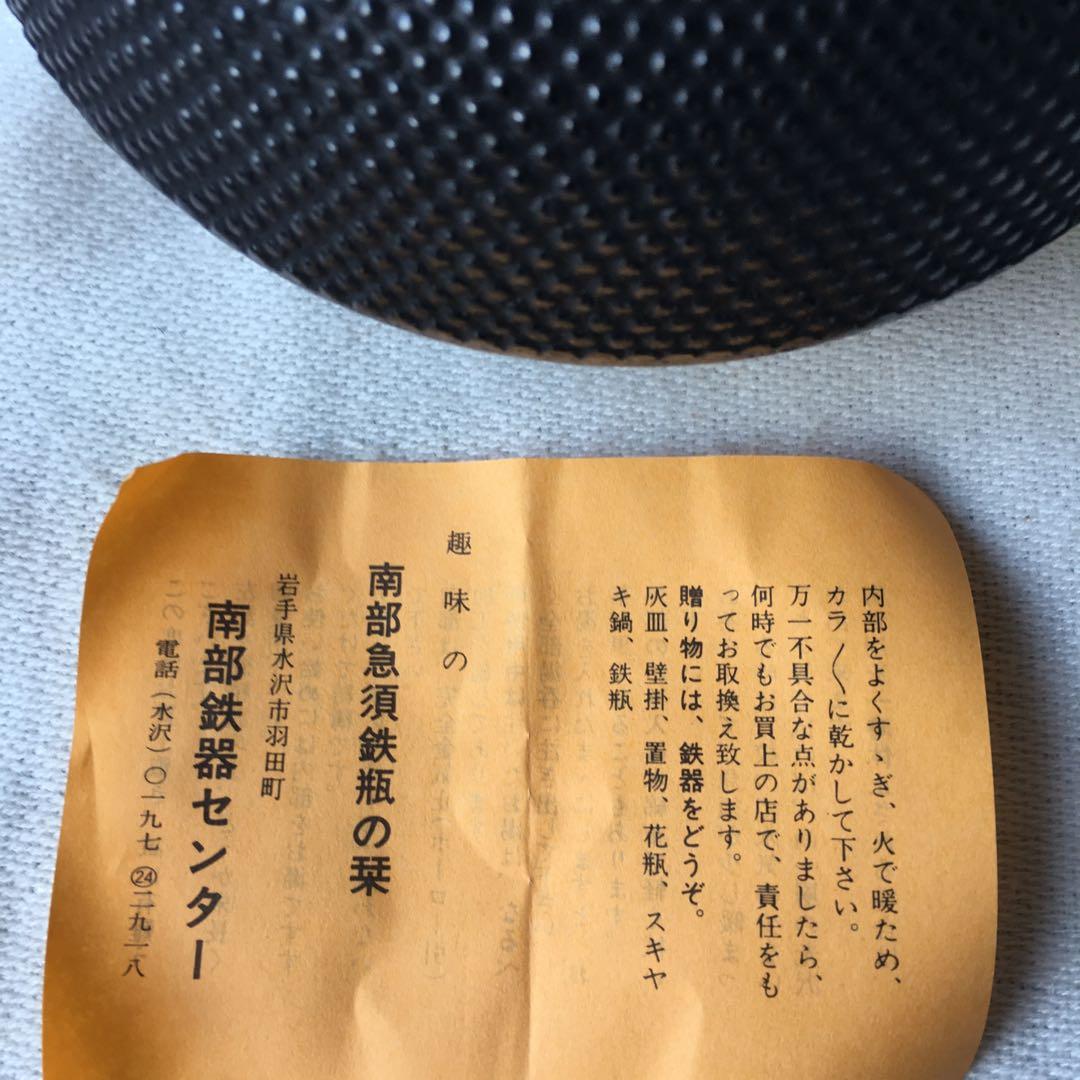 内部をよくすゝぎ、火で暖ため、
カラ〱に乾かして下さい。
万一不具合な点がありましたら、
何時でもお買上の店で、責任をも
ってお取換え致します。
贈り物には、鉄器をどうぞ。
灰皿、壁掛、置物、花瓶、スキヤ
キ鍋、鉄瓶
趣味の
南部急須鉄瓶の栞
岩手県水沢市羽田町
南部鉄器センター
電話(水沢)〇一九七㉔二九一八